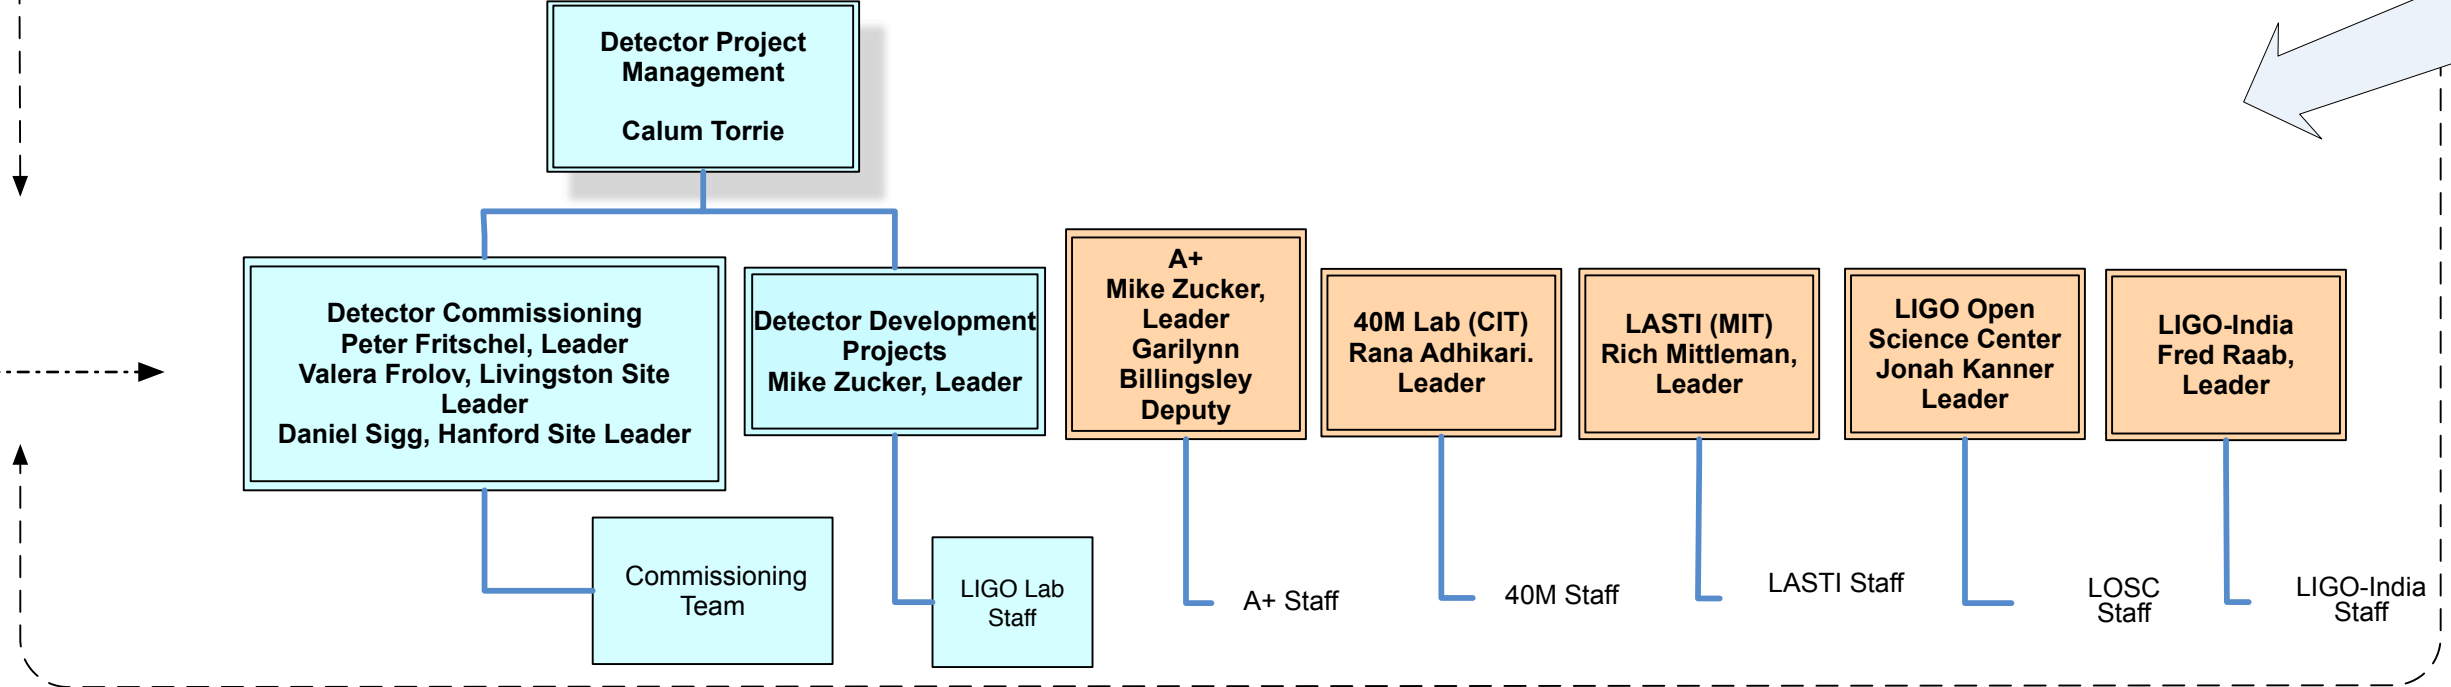 Detector Project
Management
Calum Torrie
Detector Commissioning
Peter Fritschel, Leader
Valera Frolov, Livingston Site
Leader
Daniel Sigg, Hanford Site Leader
Detector Development
Projects
Mike Zucker, Leader
A+
Mike Zucker,
Leader
Garilynn
Billingsley
Deputy
40M Lab (CIT)
Rana Adhikari.
Leader
LASTI (MIT)
Rich Mittleman,
Leader
LIGO Open
Science Center
Jonah Kanner
Leader
LIGO-India
Fred Raab,
Leader
Commissioning
Team
LIGO Lab
Staff
A+ Staff
40M Staff
LASTI Staff
LOSC
Staff
LIGO-India
Staff